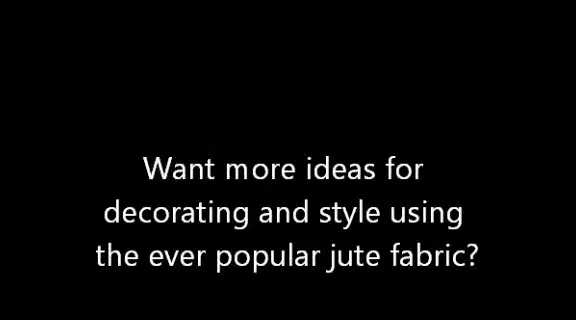 Want more ideas for
decorating and style using
the ever popular jute fabric?